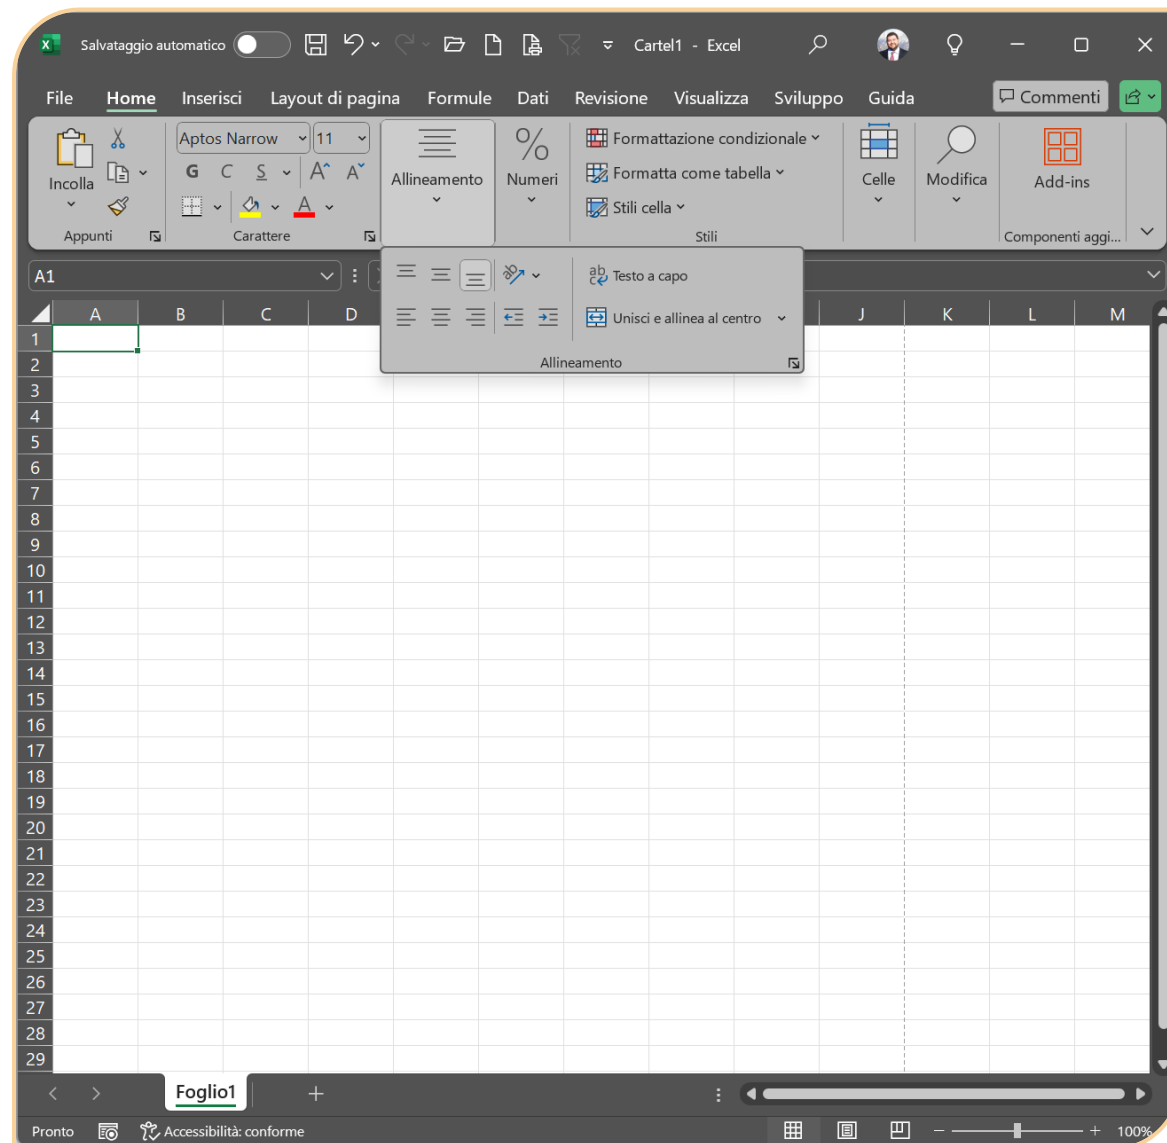 Salvataggio automatico Cartel1 - Excel
File Home Inserisci Layout di pagina Formule Dati Revisione Visualizza Sviluppo Guida Commenti
Aptos Narrow 11
Incolla
G C S A A
A
Appunti Carattere
Allineamento
Numeri
Formattazione condizionale
Formatta come tabella
Stili cella
Stili
Celle
Modifica
Add-ins
Componenti aggi...
A1
ab Testo a capo
c
Unisci e allinea al centro
Allineamento
A B C D J K L M
1
2
3
4
5
6
7
8
9
10
11
12
13
14
15
16
17
18
19
20
21
22
23
24
25
26
27
28
29
Foglio1
Pronto Accessibilità: conforme 100%